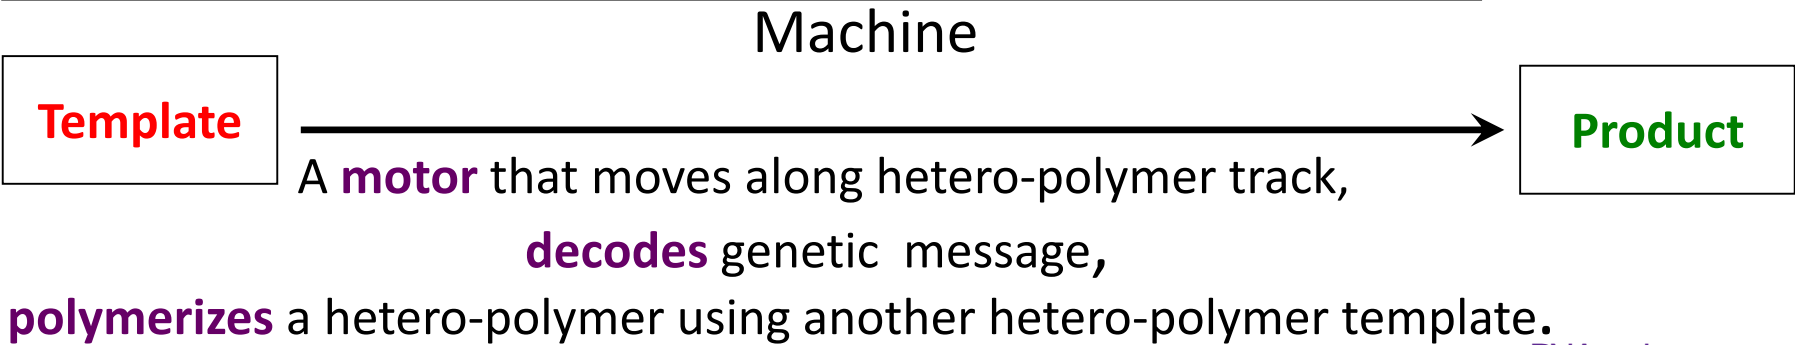 Machine
Template
Product
A motor that moves along hetero-polymer track,
decodes genetic message,
polymerizes a hetero-polymer using another hetero-polymer template.